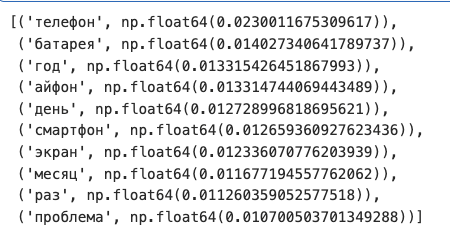 [('телефон', np.float64(0.0230011675309617)),
('батарея', np.float64(0.014027340641789737)),
('год', np.float64(0.013315426451867993)),
('айфон', np.float64(0.013314744069443489)),
('день', np.float64(0.012728996818695621)),
('смартфон', np.float64(0.012659360927623436)),
('экран', np.float64(0.012336070776203939)),
('месяц', np.float64(0.011677194557762062)),
('раз', np.float64(0.011260359052577518)),
('проблема', np.float64(0.010700503701349288))]